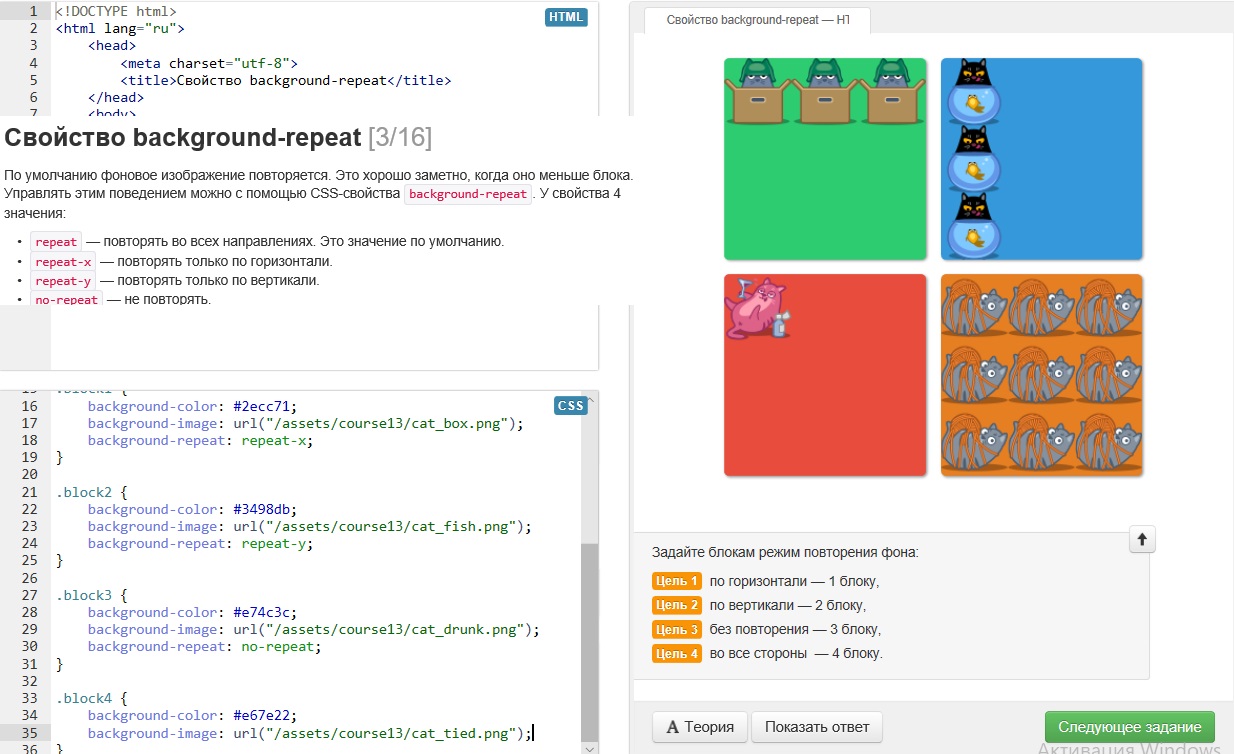 1 <!DOCTYPE html>
HTML
2 <html lang="ru">
3 <head>
4 <meta charset="utf-8">
5 <title>Свойство background-repeat</title>
6 </head>
7 <body>
Свойство background-repeat [3/16]
По умолчанию фоновое изображение повторяется. Это хорошо заметно, когда оно меньше блока.
Управлять этим поведением можно с помощью CSS-свойства background-repeat. У свойства 4
значения:
• repeat — повторять во всех направлениях. Это значение по умолчанию.
• repeat-x — повторять только по горизонтали.
• repeat-y — повторять только по вертикали.
• no-repeat — не повторять.
15 .block1 {
CSS
16 background-color: #2ecc71;
17 background-image: url("/assets/course13/cat_box.png");
18 background-repeat: repeat-x;
19 }
20
21 .block2 {
22 background-color: #3498db;
23 background-image: url("/assets/course13/cat_fish.png");
24 background-repeat: repeat-y;
25 }
26
27 .block3 {
28 background-color: #e74c3c;
29 background-image: url("/assets/course13/cat_drunk.png");
30 background-repeat: no-repeat;
31 }
32
33 .block4 {
34 background-color: #e67e22;
35 background-image: url("/assets/course13/cat_tied.png");
36 }
Свойство background-repeat — HT
Задайте блокам режим повторения фона:
Цель 1 по горизонтали — 1 блоку,
Цель 2 по вертикали — 2 блоку,
Цель 3 без повторения — 3 блоку,
Цель 4 во все стороны — 4 блоку.
А Теория
Показать ответ
Следующее задание
Активация Windows